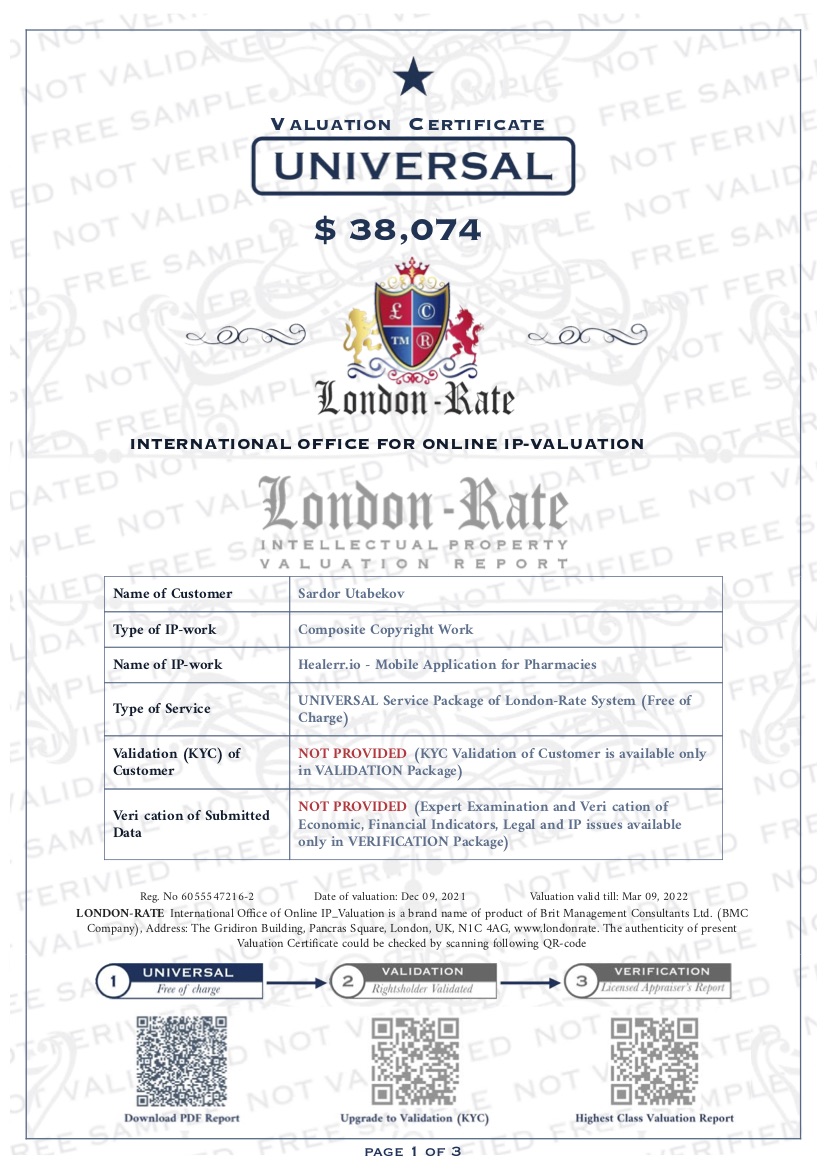 VALUATION CERTIFICATE
UNIVERSAL
$ 38,074
£ ©
TM ®
London-Rate
INTERNATIONAL OFFICE FOR ONLINE IP-VALUATION
London-Rate
INTELLECTUAL PROPERTY
VALUATION REPORT
Name of Customer Sardor Utabekov
Type of IP-work Composite Copyright Work
Name of IP-work Healerr.io - Mobile Application for Pharmacies
Type of Service UNIVERSAL Service Package of London-Rate System (Free of
Charge)
Validation (KYC) of
Customer
NOT PROVIDED (KYC Validation of Customer is available only
in VALIDATION Package)
Veri cation of Submitted
Data
NOT PROVIDED (Expert Examination and Veri cation of
Economic, Financial Indicators, Legal and IP issues available
only in VERIFICATION Package)
Reg. No 6055547216-2 Date of valuation: Dec 09, 2021 Valuation valid till: Mar 09, 2022
LONDON-RATE International Office of Online IP_Valuation is a brand name of product of Brit Management Consultants Ltd. (BMC
Company), Address: The Gridiron Building, Pancras Square, London, UK, N1C 4AG, www.londonrate. The authenticity of present
Valuation Certificate could be checked by scanning following QR-code
1 UNIVERSAL
Free of charge
2 VALIDATION
Rightsholder Validated
3 VERIFICATION
Licensed Appraiser's Report
Download PDF Report Upgrade to Validation (KYC) Highest Class Valuation Report
PAGE 1 OF 3